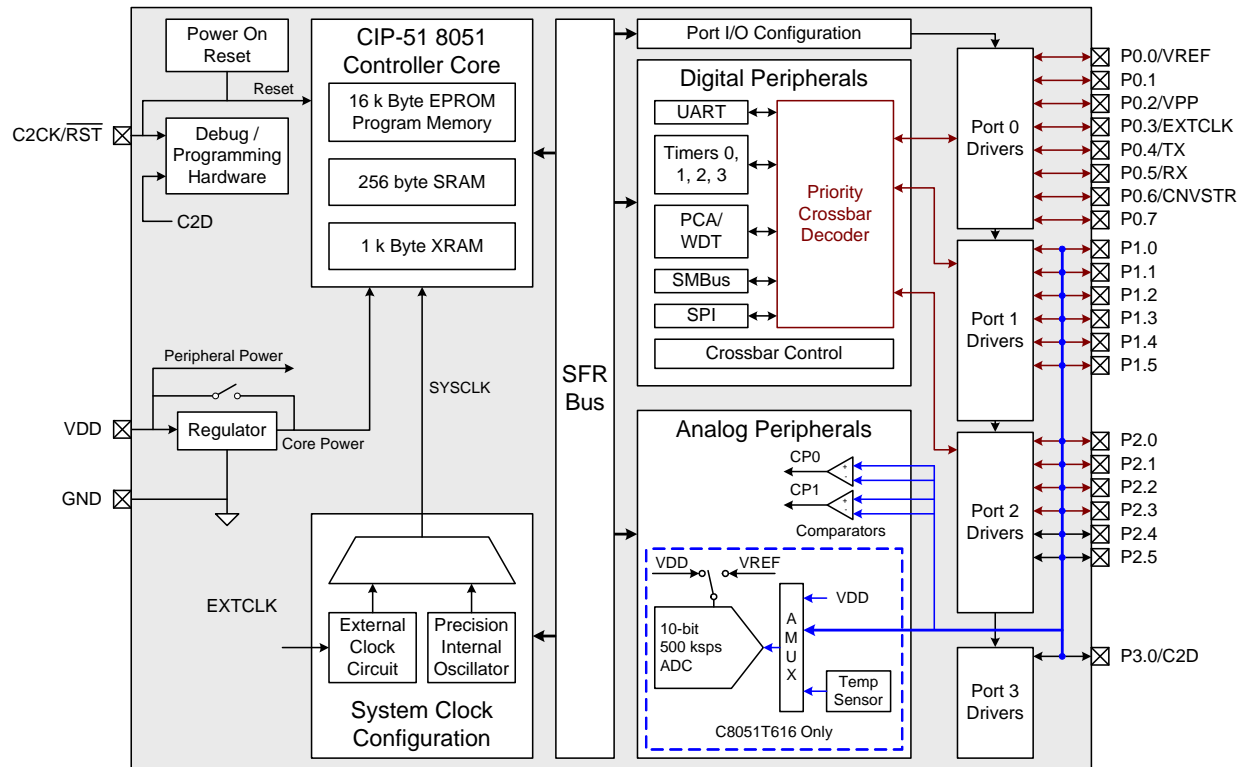 Power On
Reset
Reset
C2CK/RST
Debug /
Programming
Hardware
C2D
CIP-51 8051
Controller Core
16 k Byte EPROM
Program Memory
256 byte SRAM
1 k Byte XRAM
Peripheral Power
VDD
Regulator
Core Power
GND
SYSCLK
EXTCLK
External
Clock
Circuit
Precision
Internal
Oscillator
System Clock
Configuration
SFR
Bus
Port I/O Configuration
Digital Peripherals
UART
Timers 0,
1, 2, 3
PCA/
WDT
SMBus
SPI
Priority
Crossbar
Decoder
Crossbar Control
Analog Peripherals
CP0
+
-
CP1
+
-
Comparators
VDD
VREF
10-bit
500 ksps
ADC
A
M
U
X
VDD
Temp
Sensor
C8051T616 Only
Port 0
Drivers
Port 1
Drivers
Port 2
Drivers
Port 3
Drivers
P0.0/VREF
P0.1
P0.2/VPP
P0.3/EXTCLK
P0.4/TX
P0.5/RX
P0.6/CNVSTR
P0.7
P1.0
P1.1
P1.2
P1.3
P1.4
P1.5
P2.0
P2.1
P2.2
P2.3
P2.4
P2.5
P3.0/C2D